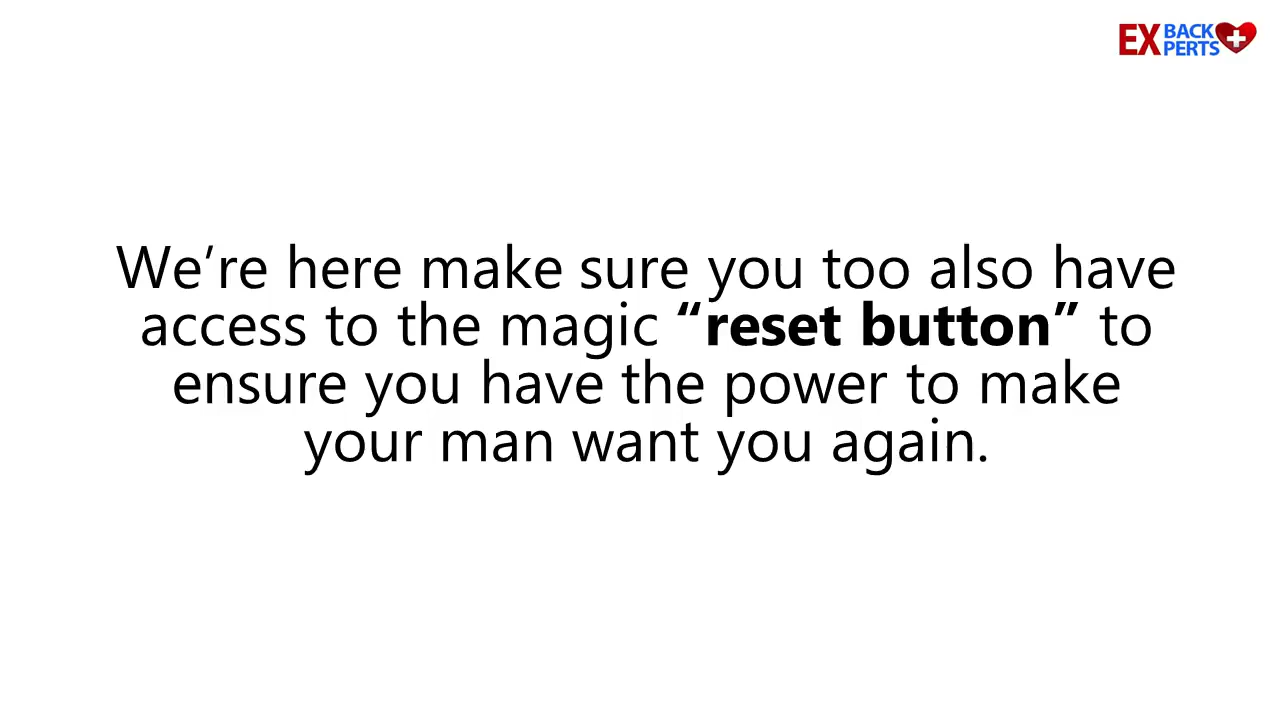 EX BACK
PERTS
We’re here make sure you too also have
access to the magic “reset button” to
ensure you have the power to make
your man want you again.